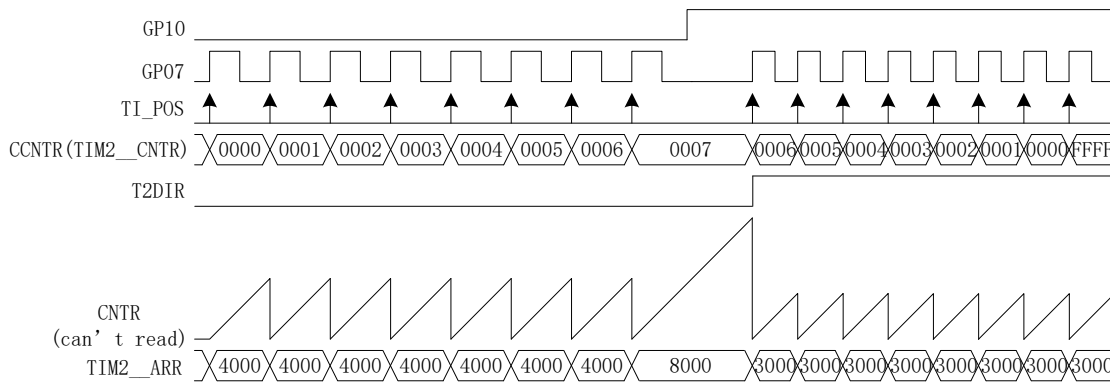 GP10
GP07
TI_POS
CCNTR(TIM2__CNTR) 0000 0001 0002 0003 0004 0005 0006 0007 0006 0005 0004 0003 0002 0001 0000 FFFF
T2DIR
CNTR
(can't read)
TIM2__ARR 4000 4000 4000 4000 4000 4000 4000 8000 3000 3000 3000 3000 3000 3000 3000 3000